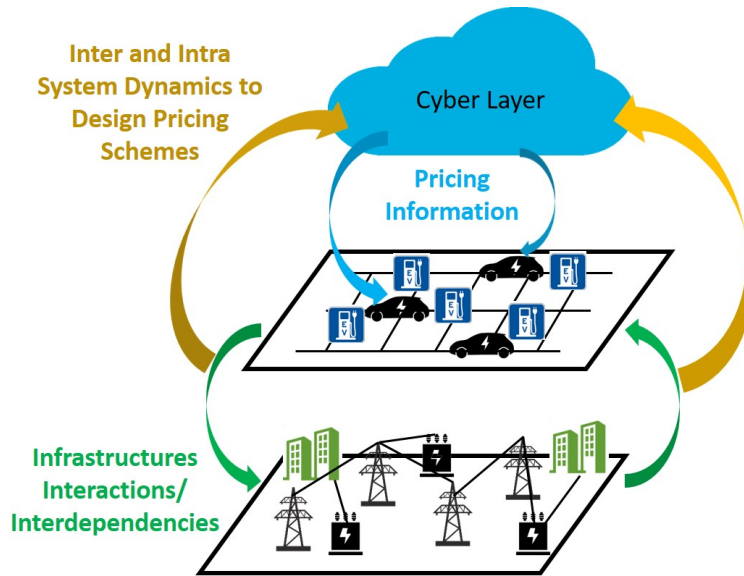 Inter and Intra
System Dynamics to
Design Pricing
Schemes
Cyber Layer
Pricing
Information
EV
EV
EV
EV
EV
Infrastructures
Interactions/
Interdependencies